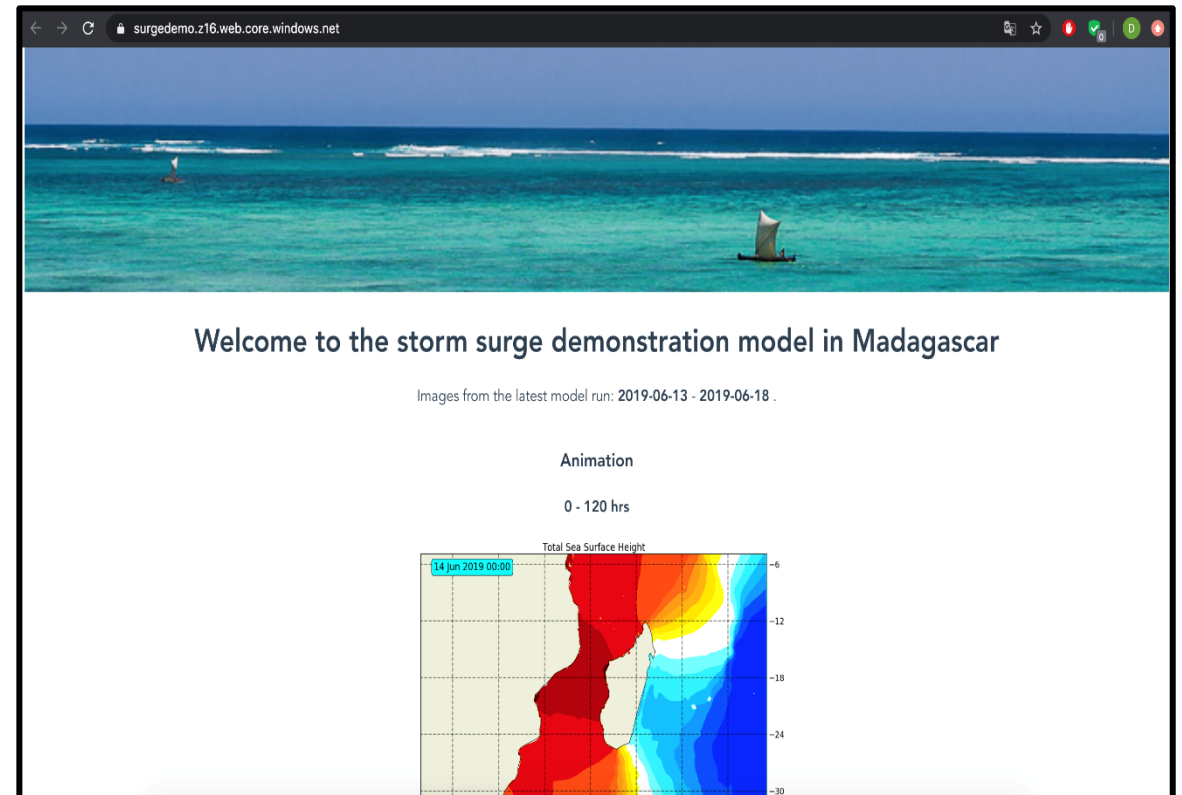 surgedemo.z16.web.core.windows.net
0
D
Welcome to the storm surge demonstration model in Madagascar
Images from the latest model run: 2019-06-13 - 2019-06-18 .
Animation
0 - 120 hrs
Total Sea Surface Height
14 Jun 2019 00:00
−6
−12
−18
−24
−30